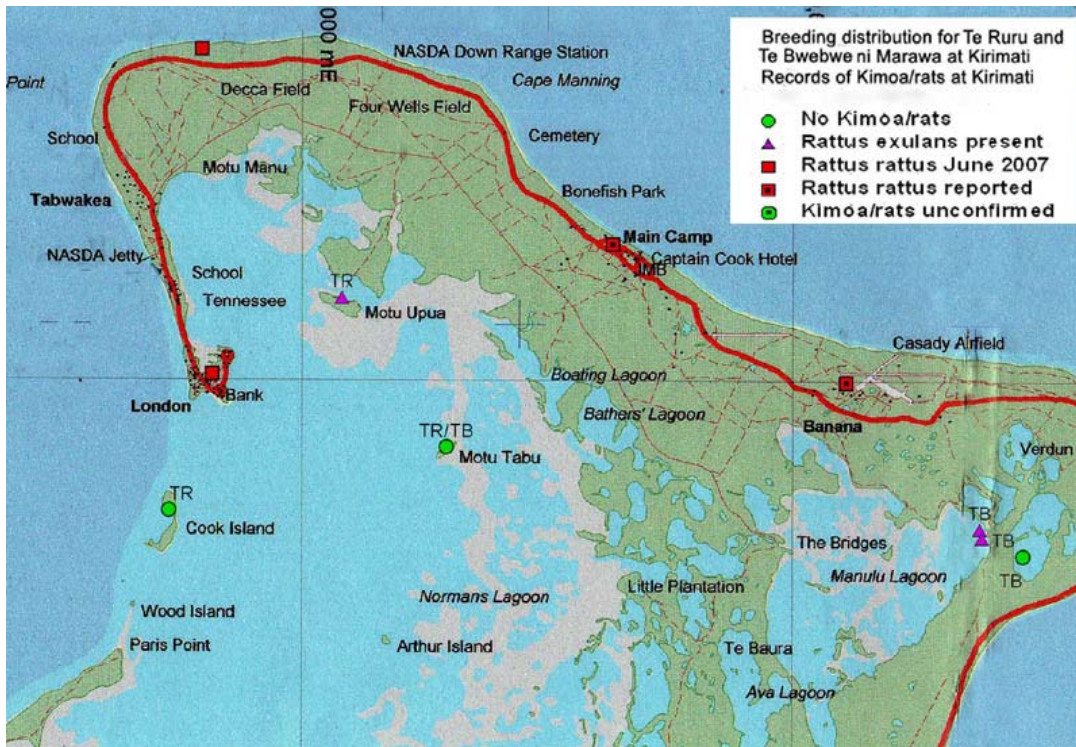 000 mE
Breeding distribution for Te Ruru and
Te Bwebwe ni Marawa at Kirimati
Records of Kimoa/rats at Kirimati
No Kimoa/rats
Rattus exulans present
Rattus rattus June 2007
Rattus rattus reported
Kimoa/rats unconfirmed
NASDA Down Range Station
Point
Decca Field
Cape Manning
Four Wells Field
School
Cemetery
Motu Manu
Bonefish Park
Tabwakea
Main Camp
NASDA Jetty
Captain Cook Hotel
JMB
School
TR
Tennessee
Motu Upua
Casady Airfield
Boating Lagoon
Bank
London
Bathers' Lagoon
Banana
TR/TB
Motu Tabu
Verdun
TR
Cook Island
TB
The Bridges
TB
Manulu Lagoon
TB
Little Plantation
Normans Lagoon
Wood Island
Paris Point
Arthur Island
Te Baura
Ava Lagoon